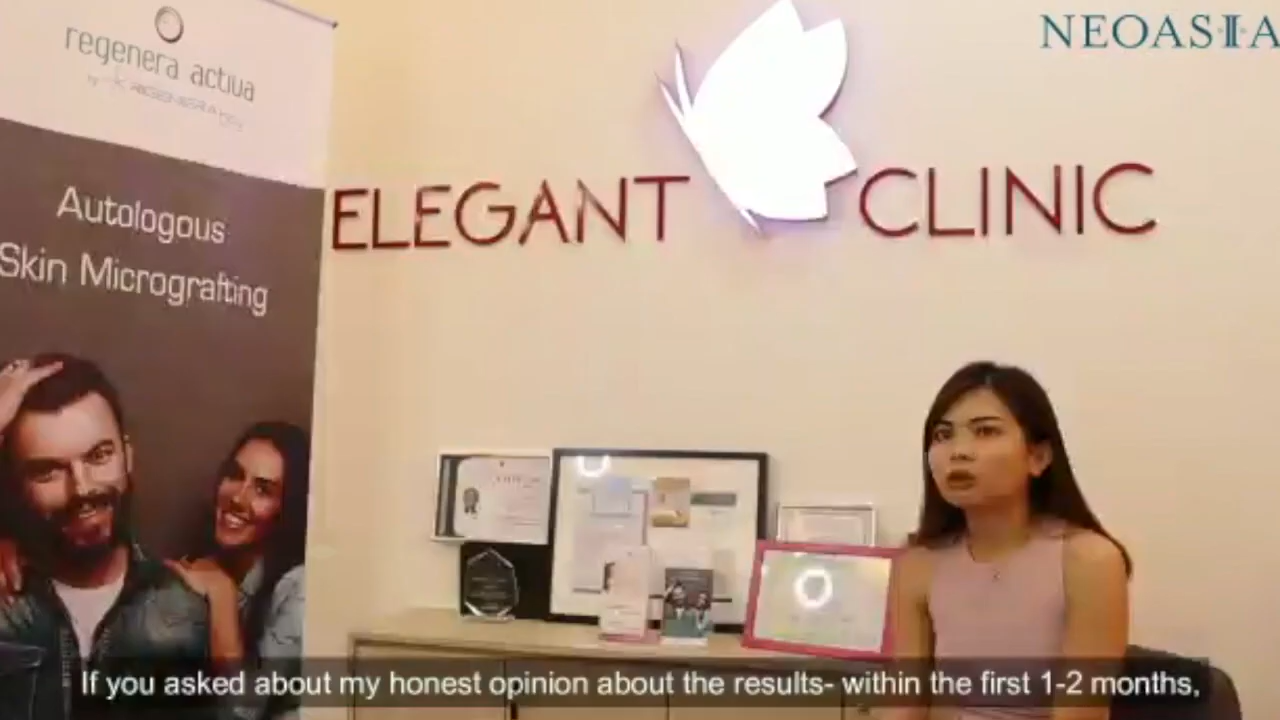 NEOASIA
regenera activa
Autologous
Skin Micrografting
ELEGANT CLINIC
If you asked about my honest opinion about the results- within the first 1-2 months,